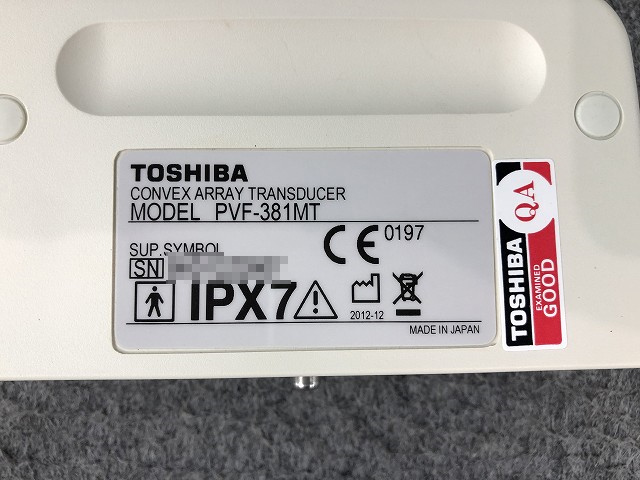 TOSHIBA
CONVEX ARRAY TRANSDUCER
MODEL PVF-381MT
CE 0197
SUP.SYMBOL
SN
IPX7
2012-12
MADE IN JAPAN
TOSHIBA
QA
EXAMINED
GOOD